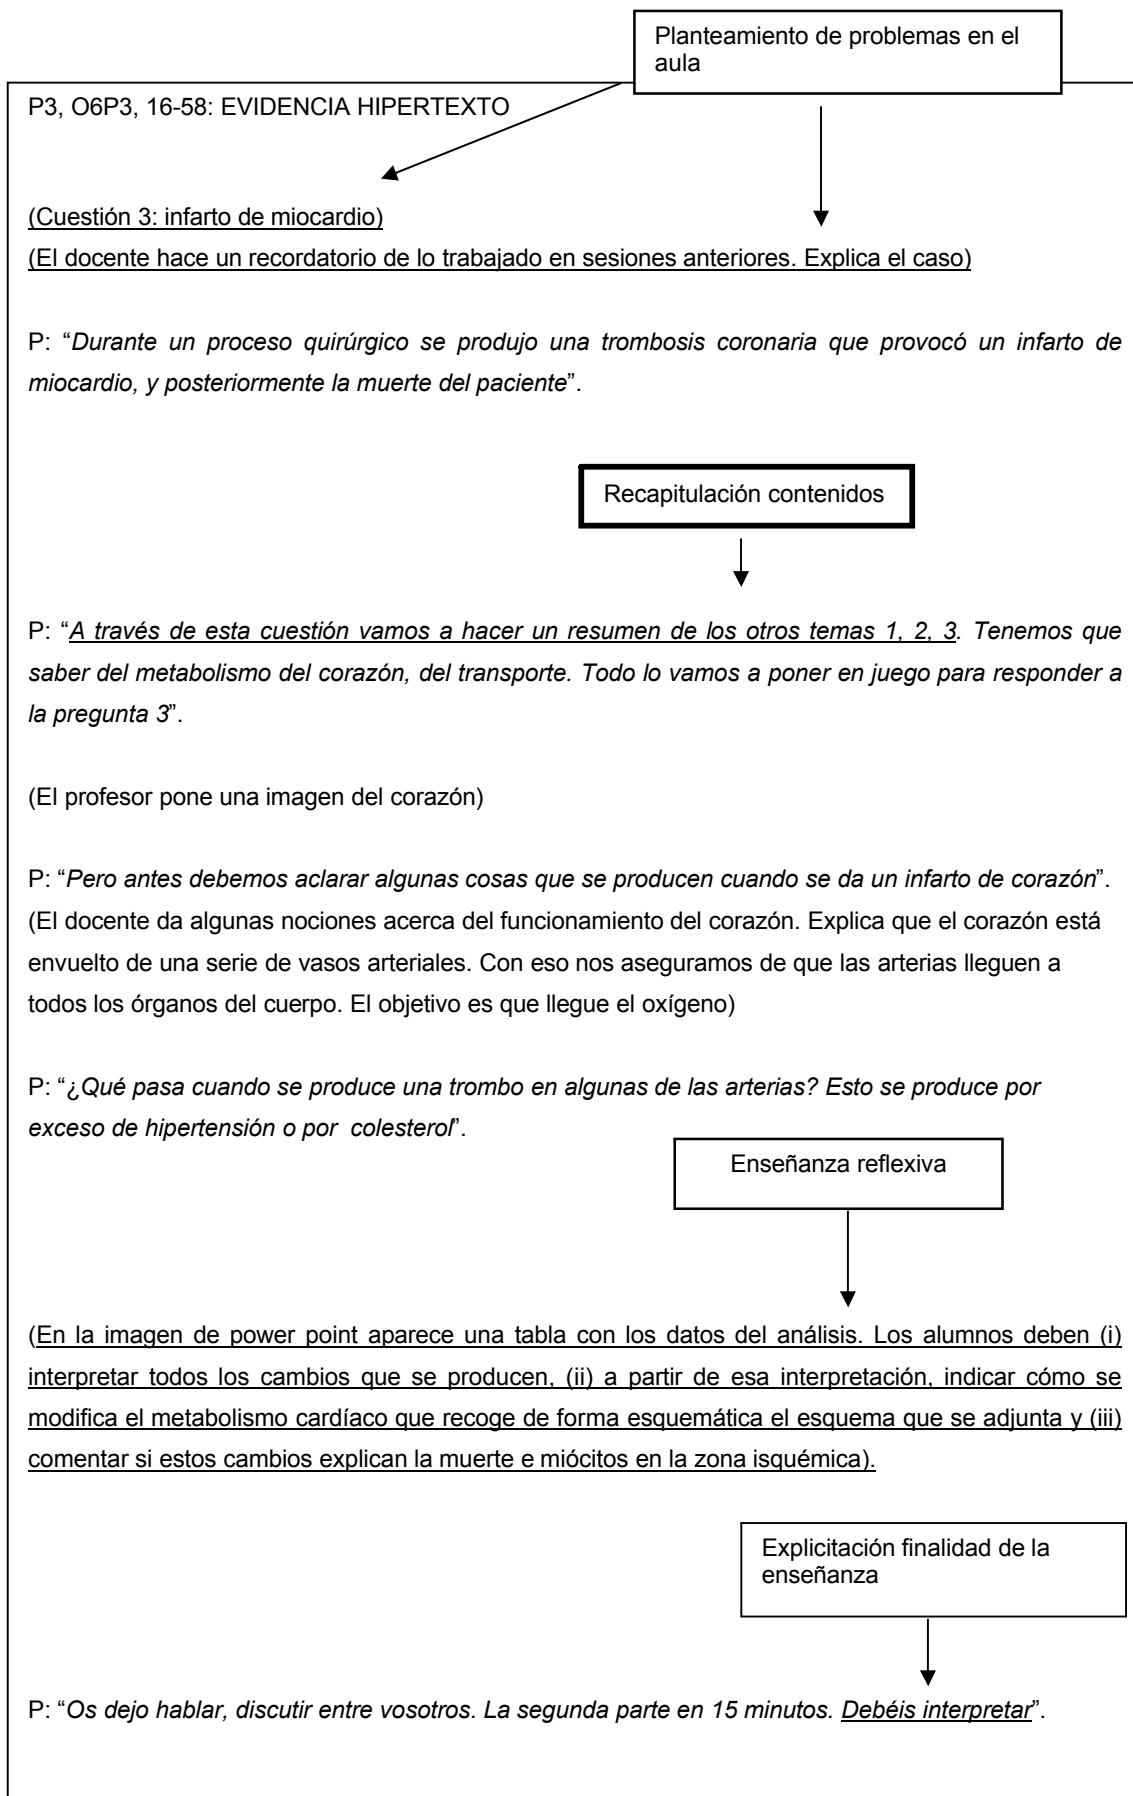 Planteamiento de problemas en el
aula
P3, O6P3, 16-58: EVIDENCIA HIPERTEXTO
(Cuestión 3: infarto de miocardio)
(El docente hace un recordatorio de lo trabajado en sesiones anteriores. Explica el caso)
P: “Durante un proceso quirúrgico se produjo una trombosis coronaria que provocó un infarto de
miocardio, y posteriormente la muerte del paciente”.
Recapitulación contenidos
P: “A través de esta cuestión vamos a hacer un resumen de los otros temas 1, 2, 3. Tenemos que
saber del metabolismo del corazón, del transporte. Todo lo vamos a poner en juego para responder a
la pregunta 3”.
(El profesor pone una imagen del corazón)
P: “Pero antes debemos aclarar algunas cosas que se producen cuando se da un infarto de corazón”.
(El docente da algunas nociones acerca del funcionamiento del corazón. Explica que el corazón está
envuelto de una serie de vasos arteriales. Con eso nos aseguramos de que las arterias lleguen a
todos los órganos del cuerpo. El objetivo es que llegue el oxígeno)
P: “¿Qué pasa cuando se produce una trombo en algunas de las arterias? Esto se produce por
exceso de hipertensión o por colesterol”.
Enseñanza reflexiva
(En la imagen de power point aparece una tabla con los datos del análisis. Los alumnos deben (i)
interpretar todos los cambios que se producen, (ii) a partir de esa interpretación, indicar cómo se
modifica el metabolismo cardíaco que recoge de forma esquemática el esquema que se adjunta y (iii)
comentar si estos cambios explican la muerte e miócitos en la zona isquémica).
Explicitación finalidad de la
enseñanza
P: “Os dejo hablar, discutir entre vosotros. La segunda parte en 15 minutos. Debéis interpretar”.